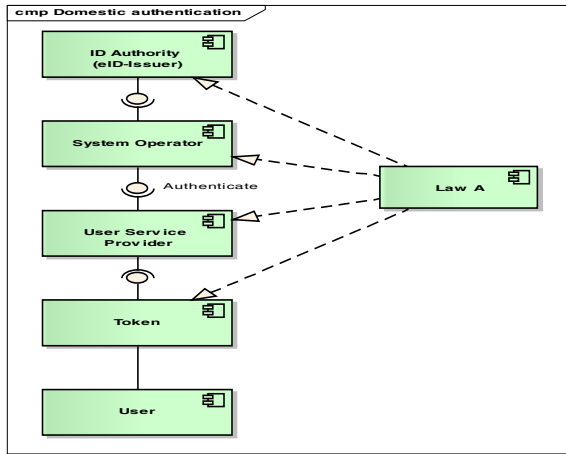 cmp Domestic authentication
ID Authority
(eID-Issuer)
System Operator
Authenticate
Law A
User Service
Provider
Token
User